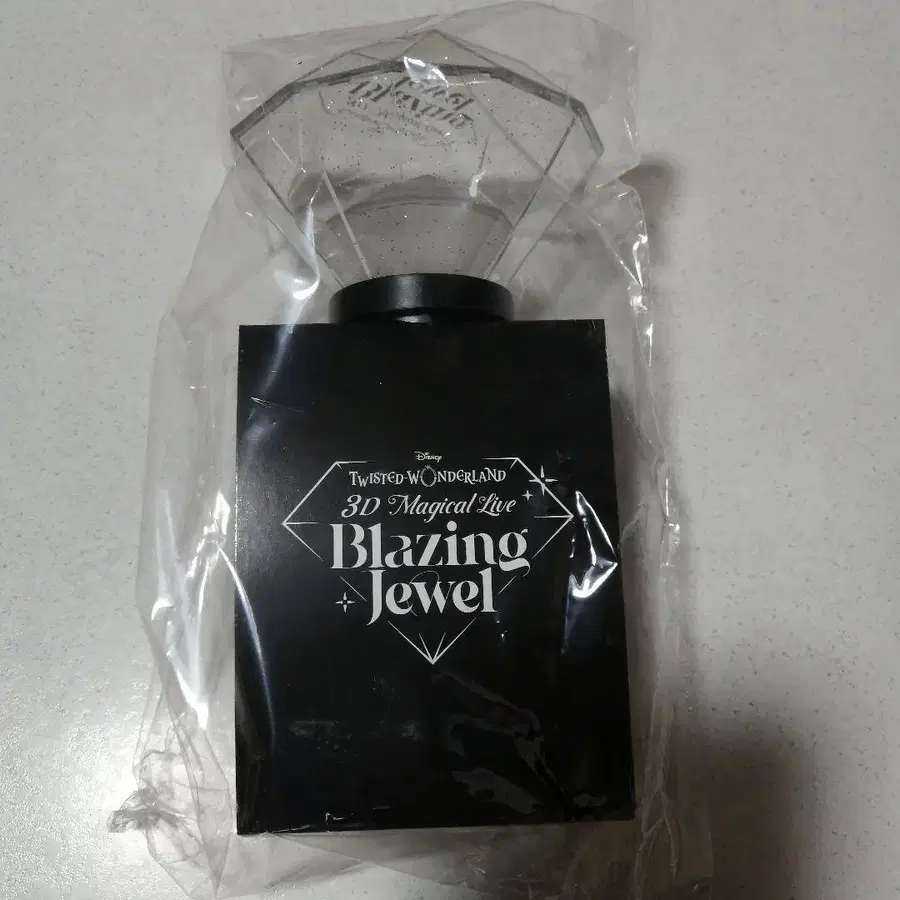 Disney
TWISTED-WONDERLAND
3D Magical Live
Blazing
Jewel